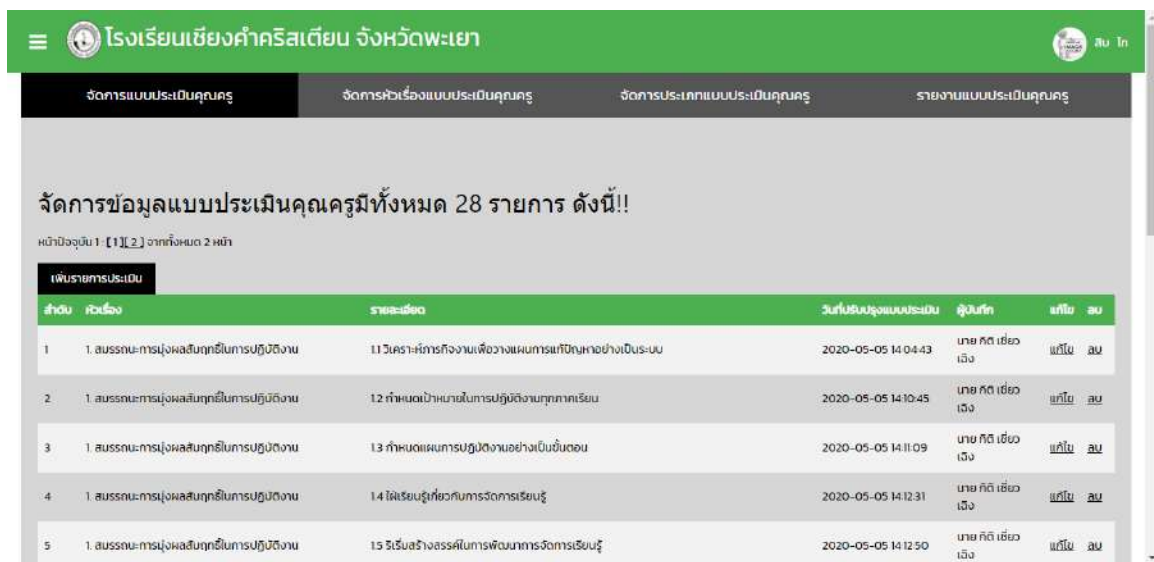 โรงเรียนเชียงคำคริสเตียน จังหวัดพะเยา
สิบ โท
จัดการแบบประเมินคุณครู จัดการหัวเรื่องแบบประเมินคุณครู จัดการประเภทแบบประเมินคุณครู รายงานแบบประเมินคุณครู
จัดการข้อมูลแบบประเมินคุณครูมีทั้งหมด 28 รายการ ดังนี้!!
หน้าปัจจุบัน 1 : [1][ 2 ] จากทั้งหมด 2 หน้า
เพิ่มรายการประเมิน
ลำดับ หัวเรื่อง รายละเอียด วันที่ปรับปรุงแบบประเมิน ผู้บันทึก แก้ไข ลบ
1 1. สมรรถนะการมุ่งผลสัมฤทธิ์ในการปฏิบัติงาน 1.1 วิเคราะห์ภารกิจงานเพื่อวางแผนการแก้ปัญหาอย่างเป็นระบบ 2020-05-05 14:04:43 นาย กิติ เชี่ยว แก้ไข ลบ
เฉิง
2 1. สมรรถนะการมุ่งผลสัมฤทธิ์ในการปฏิบัติงาน 1.2 กำหนดเป้าหมายในการปฏิบัติงานทุกภาคเรียน 2020-05-05 14:10:45 นาย กิติ เชี่ยว แก้ไข ลบ
เฉิง
3 1. สมรรถนะการมุ่งผลสัมฤทธิ์ในการปฏิบัติงาน 1.3 กำหนดแผนการปฏิบัติงานอย่างเป็นขั้นตอน 2020-05-05 14:11:09 นาย กิติ เชี่ยว แก้ไข ลบ
เฉิง
4 1. สมรรถนะการมุ่งผลสัมฤทธิ์ในการปฏิบัติงาน 1.4 ใฝ่เรียนรู้เกี่ยวกับการจัดการเรียนรู้ 2020-05-05 14:12:31 นาย กิติ เชี่ยว แก้ไข ลบ
เฉิง
5 1. สมรรถนะการมุ่งผลสัมฤทธิ์ในการปฏิบัติงาน 1.5 ริเริ่มสร้างสรรค์ในการพัฒนาการจัดการเรียนรู้ 2020-05-05 14:12:50 นาย กิติ เชี่ยว แก้ไข ลบ
เฉิง